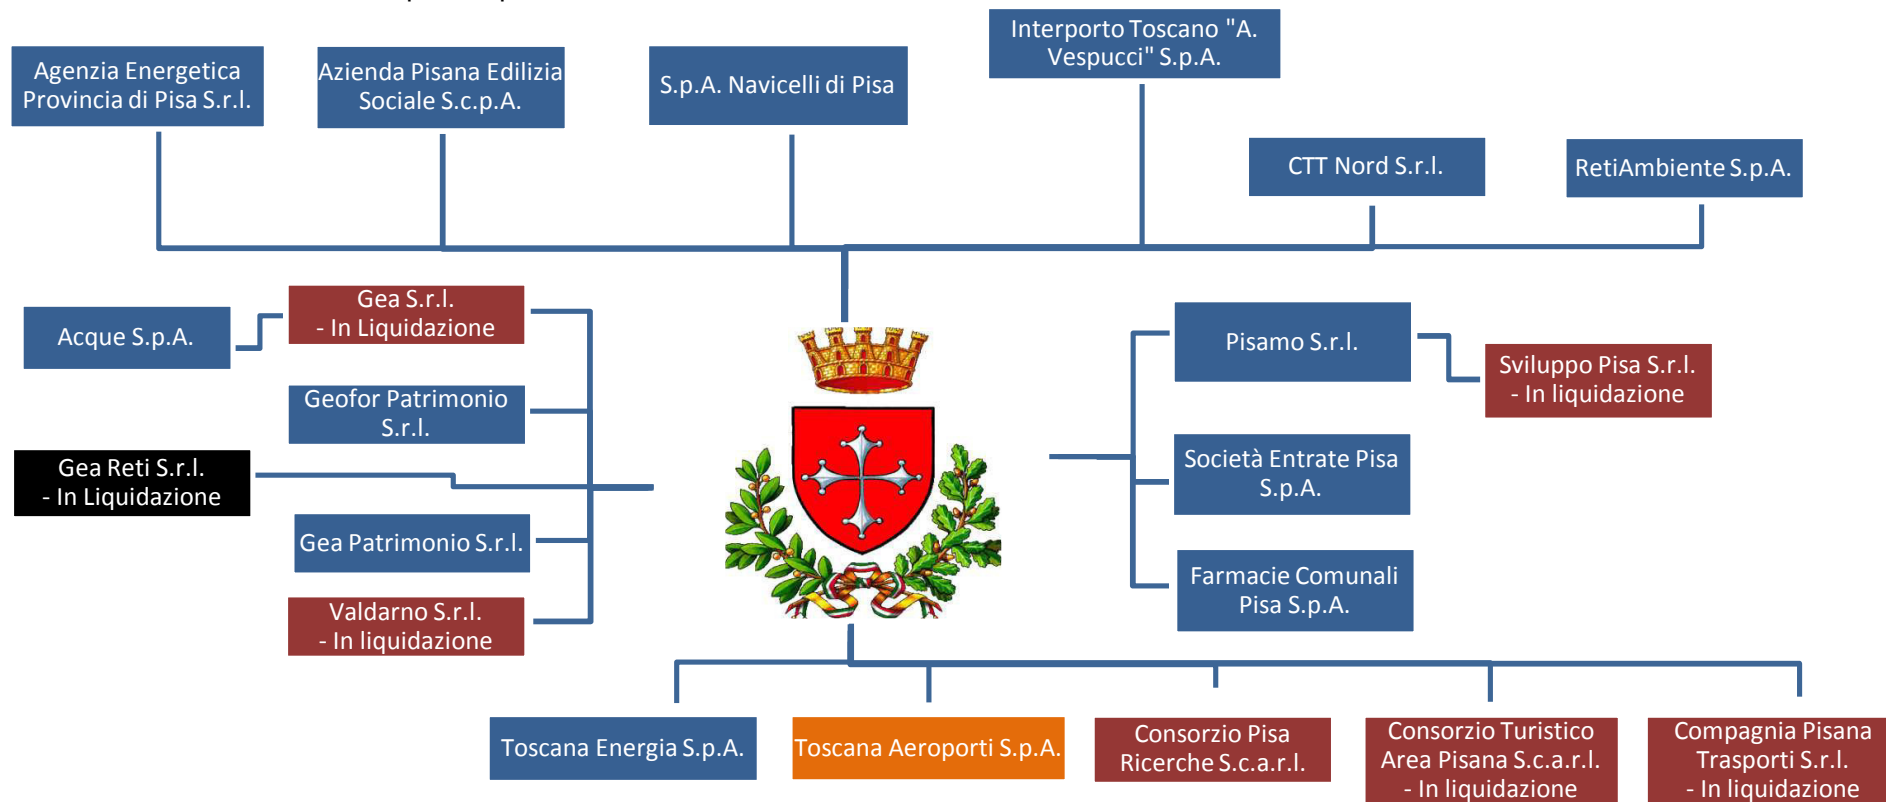 Interporto Toscano "A.
Vespucci" S.p.A.
Agenzia Energetica
Provincia di Pisa S.r.l.
Azienda Pisana Edilizia
Sociale S.c.p.A.
S.p.A. Navicelli di Pisa
CTT Nord S.r.l.
RetiAmbiente S.p.A.
Gea S.r.l.
- In Liquidazione
Acque S.p.A.
Pisamo S.r.l.
Sviluppo Pisa S.r.l.
- In liquidazione
Geofor Patrimonio
S.r.l.
Gea Reti S.r.l.
- In Liquidazione
Società Entrate Pisa
S.p.A.
Gea Patrimonio S.r.l.
Farmacie Comunali
Pisa S.p.A.
Valdarno S.r.l.
- In liquidazione
Toscana Energia S.p.A.
Toscana Aeroporti S.p.A.
Consorzio Pisa
Ricerche S.c.a.r.l.
Consorzio Turistico
Area Pisana S.c.a.r.l.
- In liquidazione
Compagnia Pisana
Trasporti S.r.l.
- In liquidazione